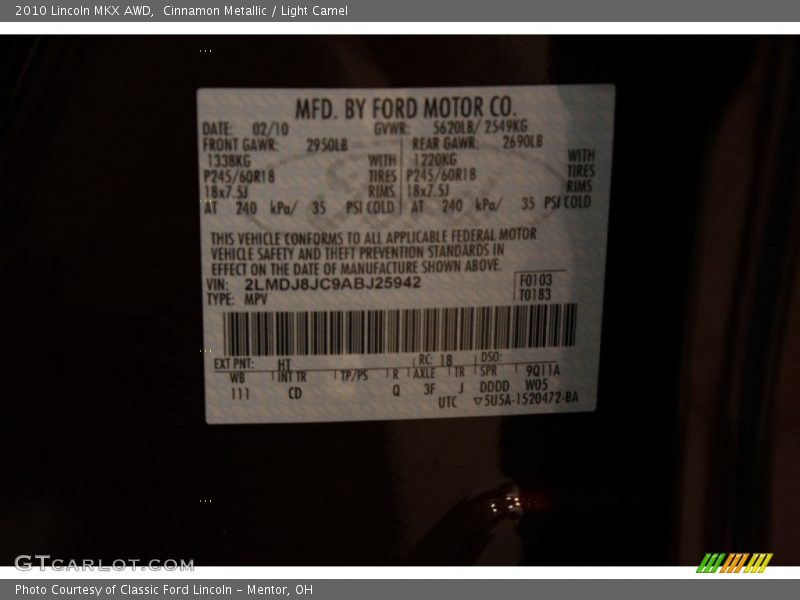 2010 Lincoln MKX AWD,  Cinnamon Metallic / Light Camel
MFD. BY FORD MOTOR CO.
DATE: 02/10 GVWR: 5620LB/ 2549KG
FRONT GAWR: 2950LB REAR GAWR: 2690LB
1338KG WITH 1220KG WITH
P245/60R18 TIRES P245/60R18 TIRES
18x7.5J RIMS 18x7.5J RIMS
AT 240 kPa/ 35 PSI COLD AT 240 kPa/ 35 PSI COLD
THIS VEHICLE CONFORMS TO ALL APPLICABLE FEDERAL MOTOR
VEHICLE SAFETY AND THEFT PREVENTION STANDARDS IN
EFFECT ON THE DATE OF MANUFACTURE SHOWN ABOVE.
VIN: 2LMDJ8JC9ABJ25942 F0103
TYPE: MPV T0183
EXT PNT: HT RC: 18 DSO:
WB INT TR TP/PS R AXLE TR SPR 9Q11A
111 CD Q 3F J DDDD W05
UTC ▽5U5A-1520472-BA
GTCARLOT.COM
Photo Courtesy of Classic Ford Lincoln - Mentor, OH